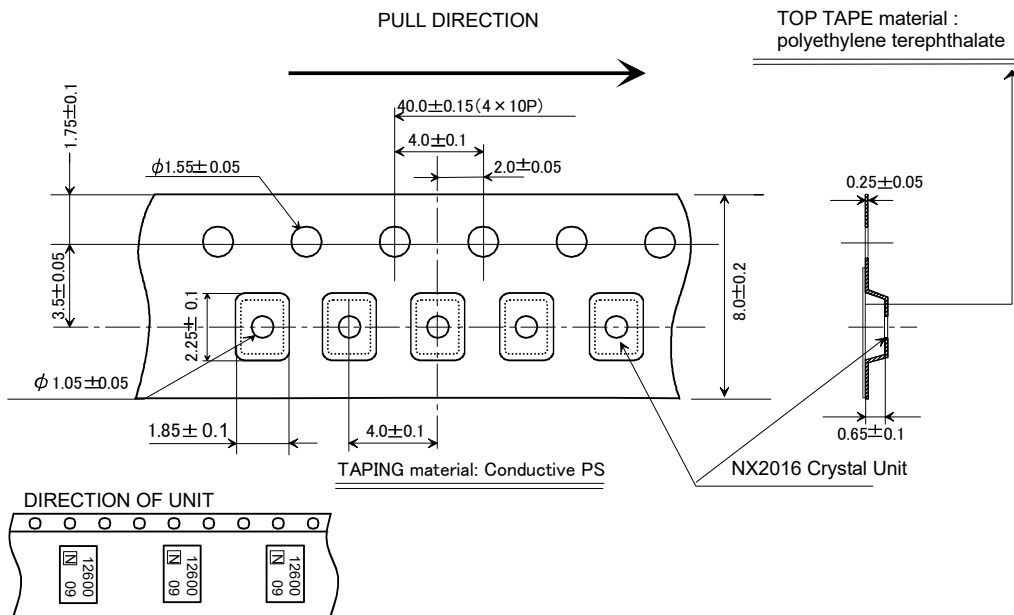 PULL DIRECTION
TOP TAPE material :
polyethylene terephthalate
1.75±0.1
40.0±0.15(4×10P)
4.0±0.1
2.0±0.05
ϕ1.55±0.05
0.25±0.05
3.5±0.05
2.25±0.1
8.0±0.2
ϕ1.05±0.05
1.85±0.1
4.0±0.1
0.65±0.1
TAPING material: Conductive PS
NX2016 Crystal Unit
DIRECTION OF UNIT
12600
N 09
12600
N 09
12600
N 09